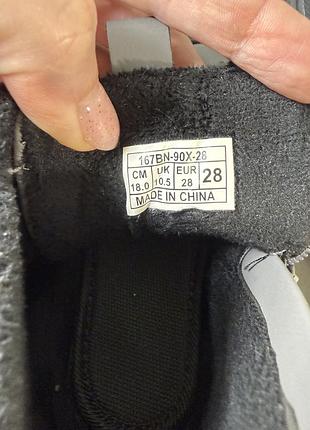 167BN-90X-28
CM UK EUR 28
18.0 10.5 28
MADE IN CHINA